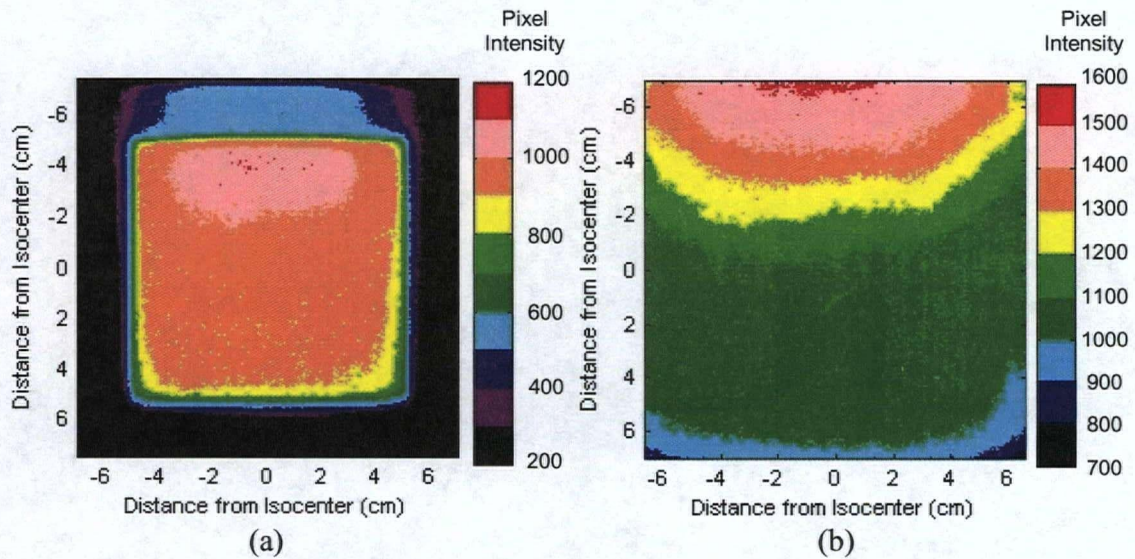 Pixel
Intensity
1200
1000
800
600
400
200
-6
-4
-2
0
2
4
6
Distance from Isocenter (cm)
-6 -4 -2 0 2 4 6
Distance from Isocenter (cm)
(a)
Pixel
Intensity
1600
1500
1400
1300
1200
1100
1000
900
800
700
-6
-4
-2
0
2
4
6
Distance from Isocenter (cm)
-6 -4 -2 0 2 4 6
Distance from Isocenter (cm)
(b)